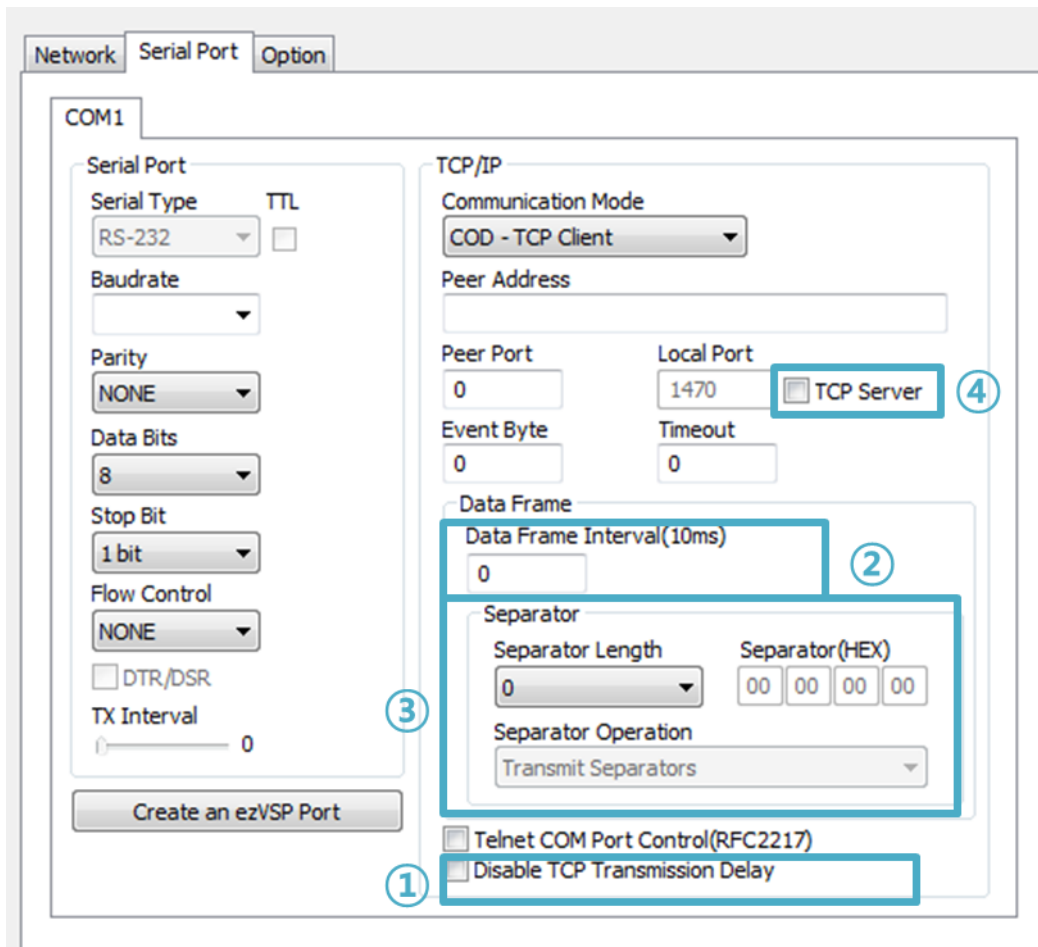 Network Serial Port Option
COM1
Serial Port
Serial Type TTL
RS-232
Baudrate
Parity
NONE
Data Bits
8
Stop Bit
1 bit
Flow Control
NONE
DTR/DSR
TX Interval
0
Create an ezVSP Port
TCP/IP
Communication Mode
COD - TCP Client
Peer Address
Peer Port Local Port
0 1470 TCP Server ④
Event Byte Timeout
0 0
Data Frame
Data Frame Interval(10ms)
0 ②
Separator
Separator Length Separator(HEX)
0 00 00 00 00
③
Separator Operation
Transmit Separators
Telnet COM Port Control(RFC2217)
① Disable TCP Transmission Delay